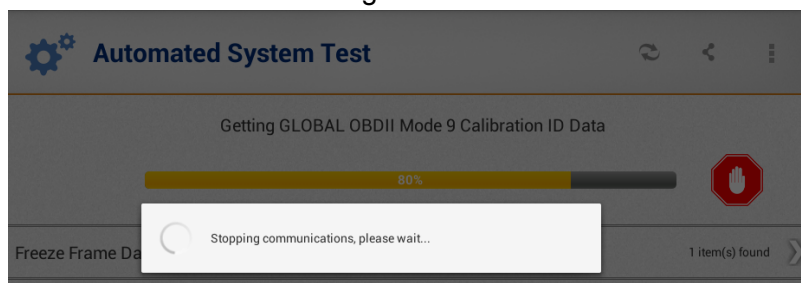 Automated System Test
Getting GLOBAL OBDII Mode 9 Calibration ID Data
80%
Stopping communications, please wait...
Freeze Frame Da
1 item(s) found